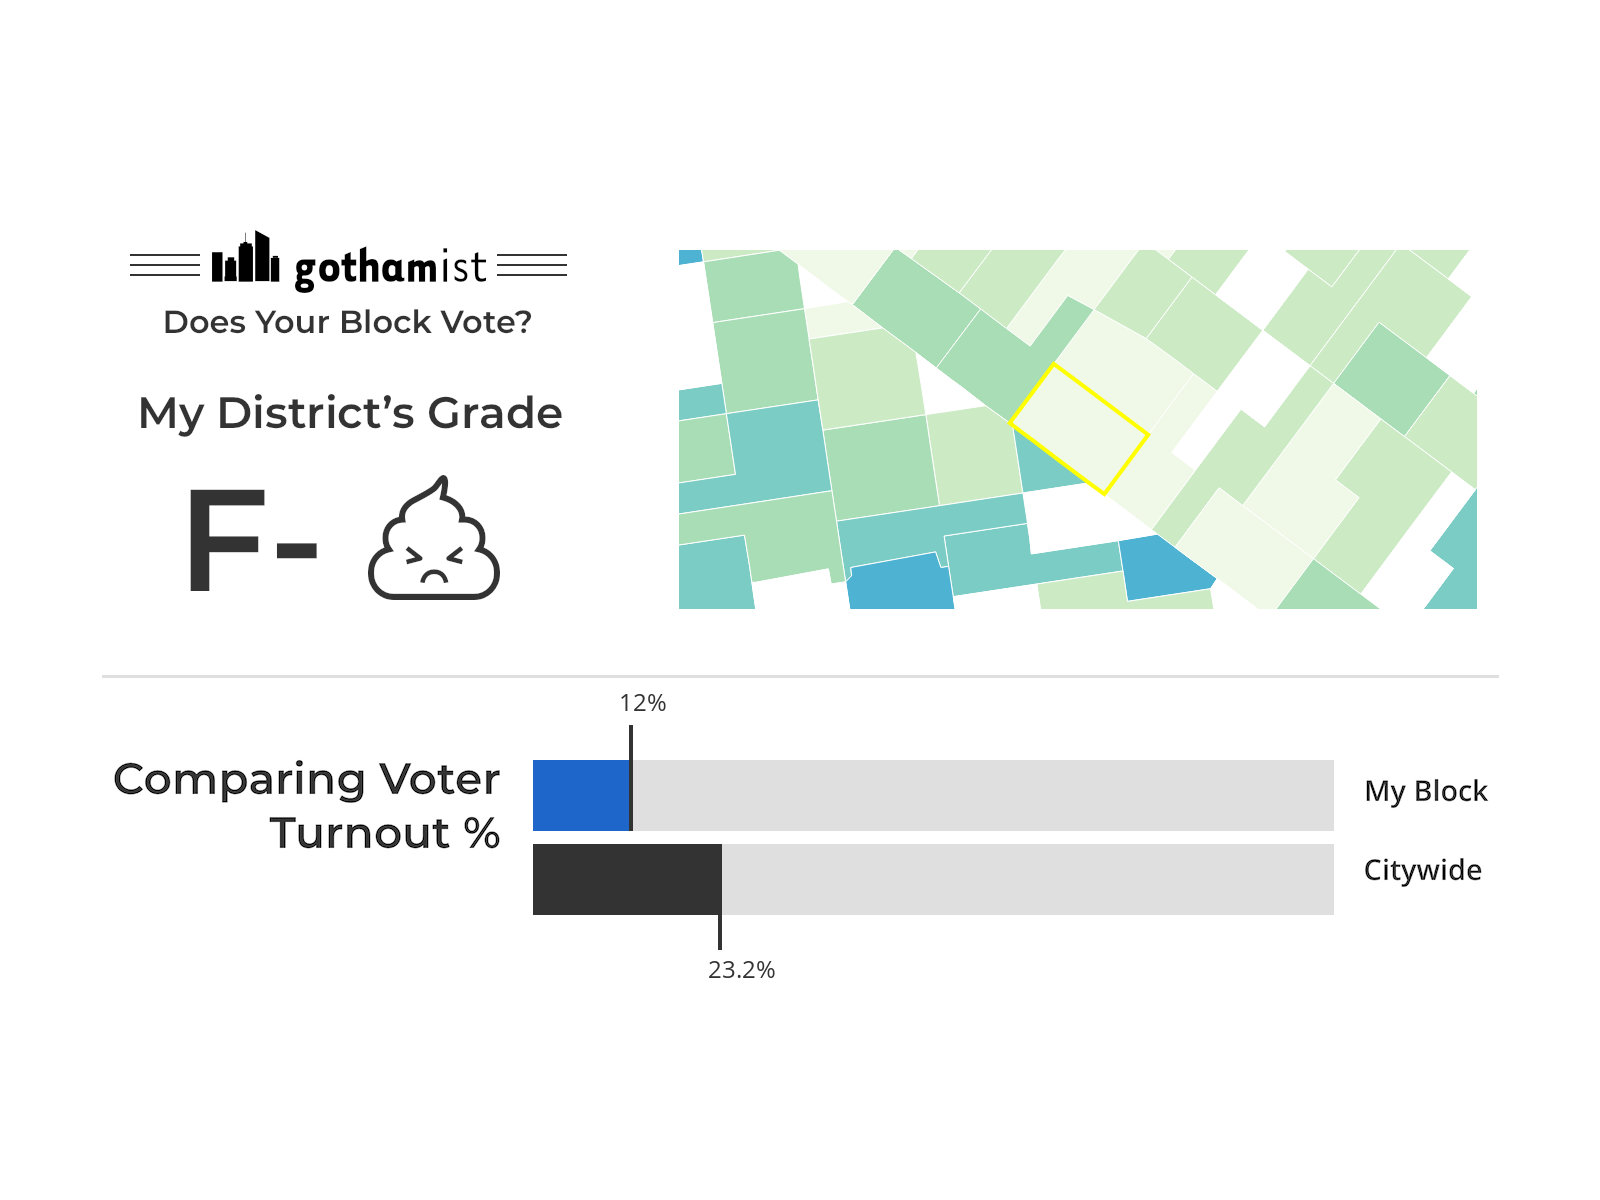 gothamist
Does Your Block Vote?
My District’s Grade
F-
12%
Comparing Voter
Turnout %
My Block
Citywide
23.2%